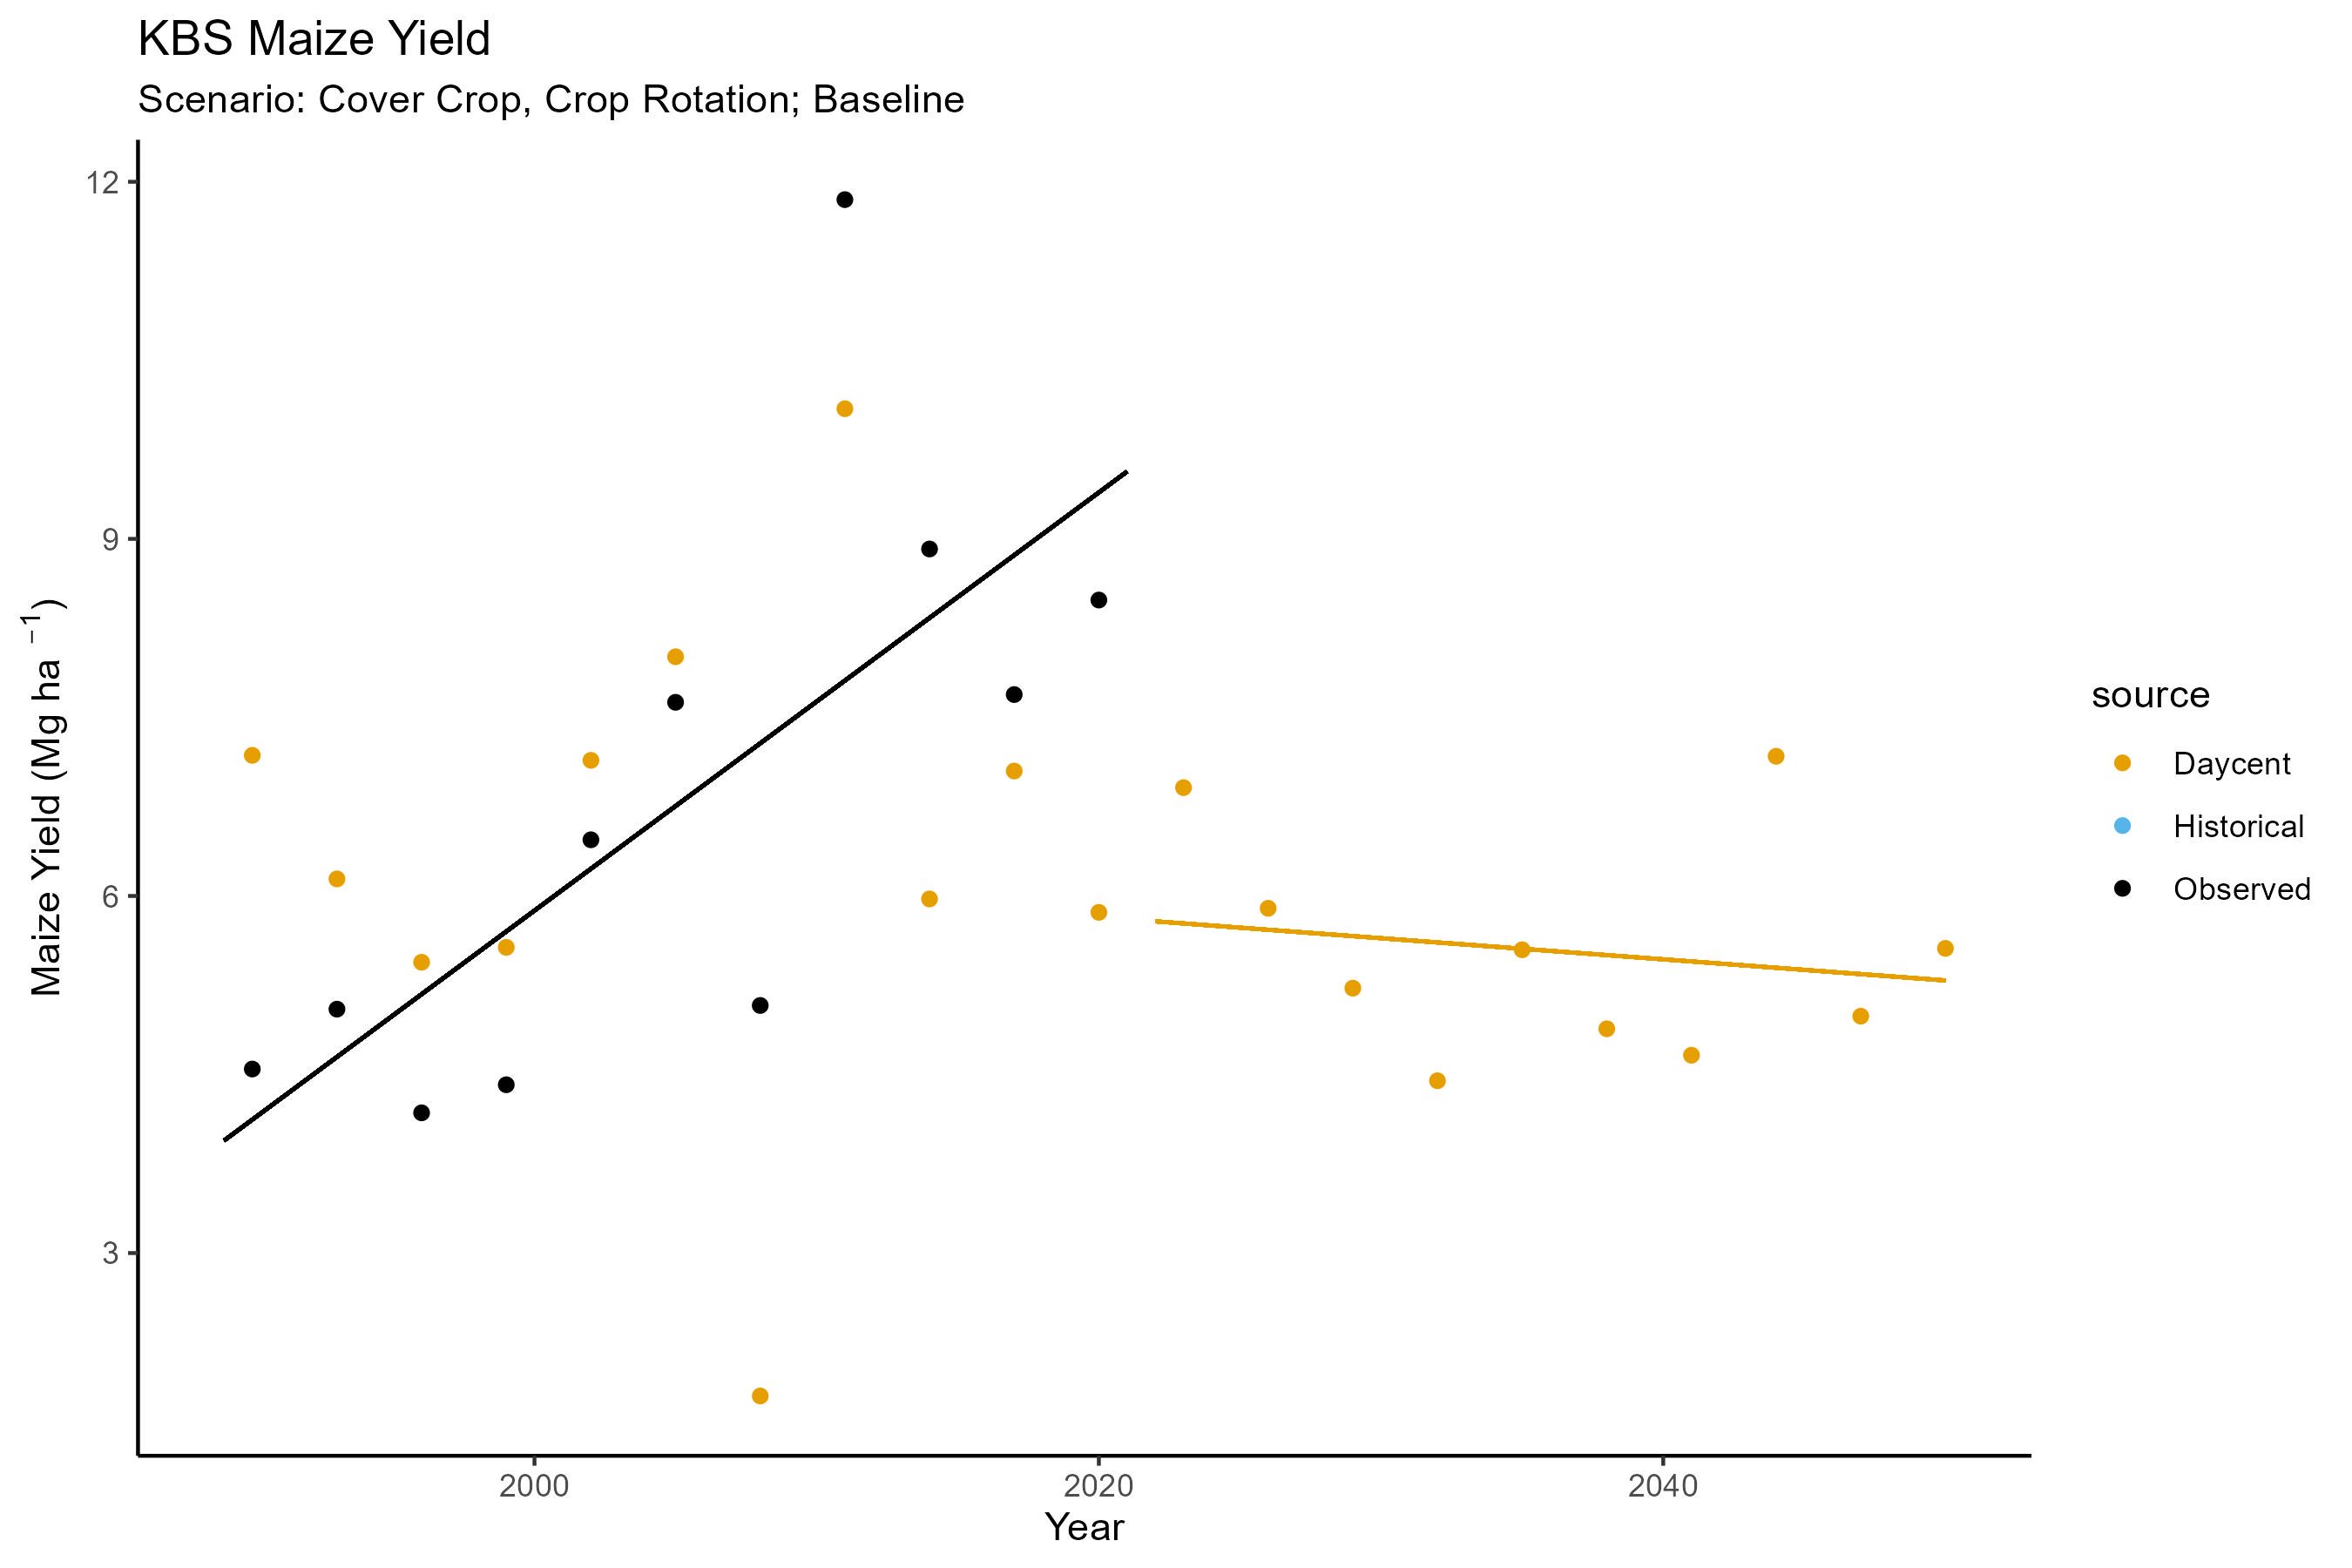 KBS Maize Yield
Scenario: Cover Crop, Crop Rotation; Baseline
Maize Yield (Mg ha ⁻¹)
12
9
6
3
2000
2020
2040
Year
source
Daycent
Historical
Observed